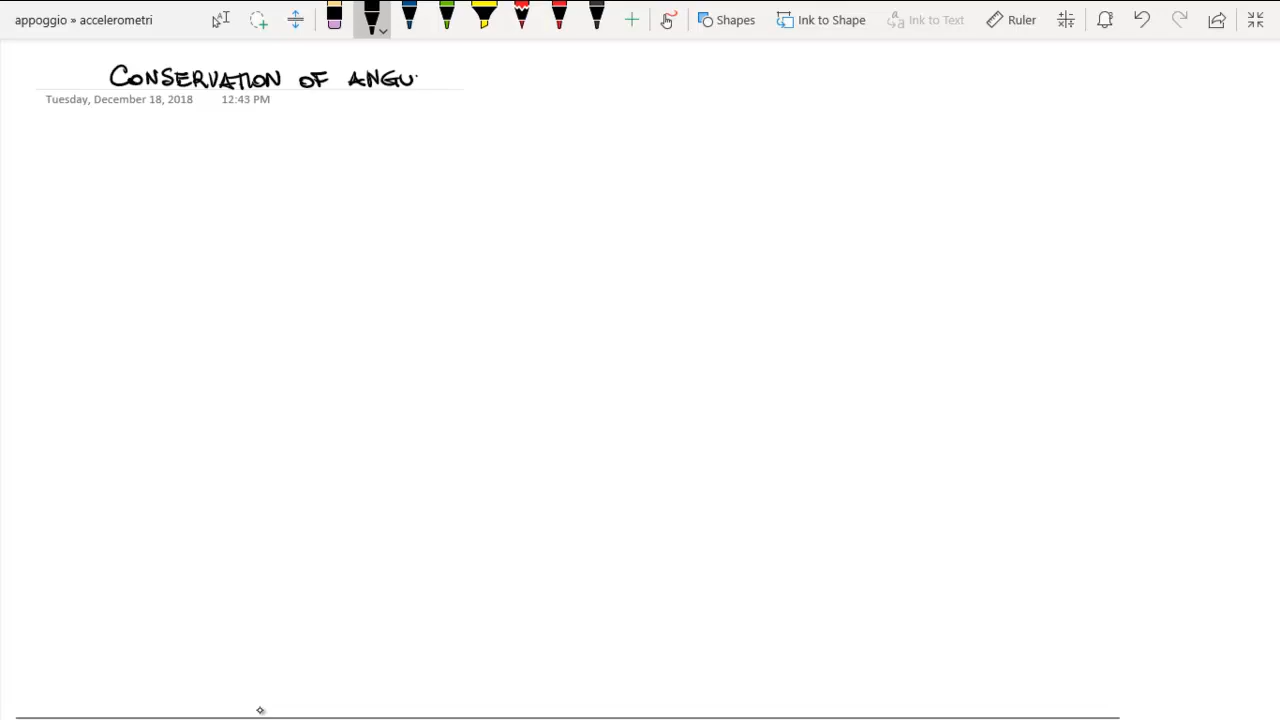 appoggio » accelerometri
Shapes
Ink to Shape
Ink to Text
Ruler
CONSERVATION OF ANGU
Tuesday, December 18, 2018 12:43 PM